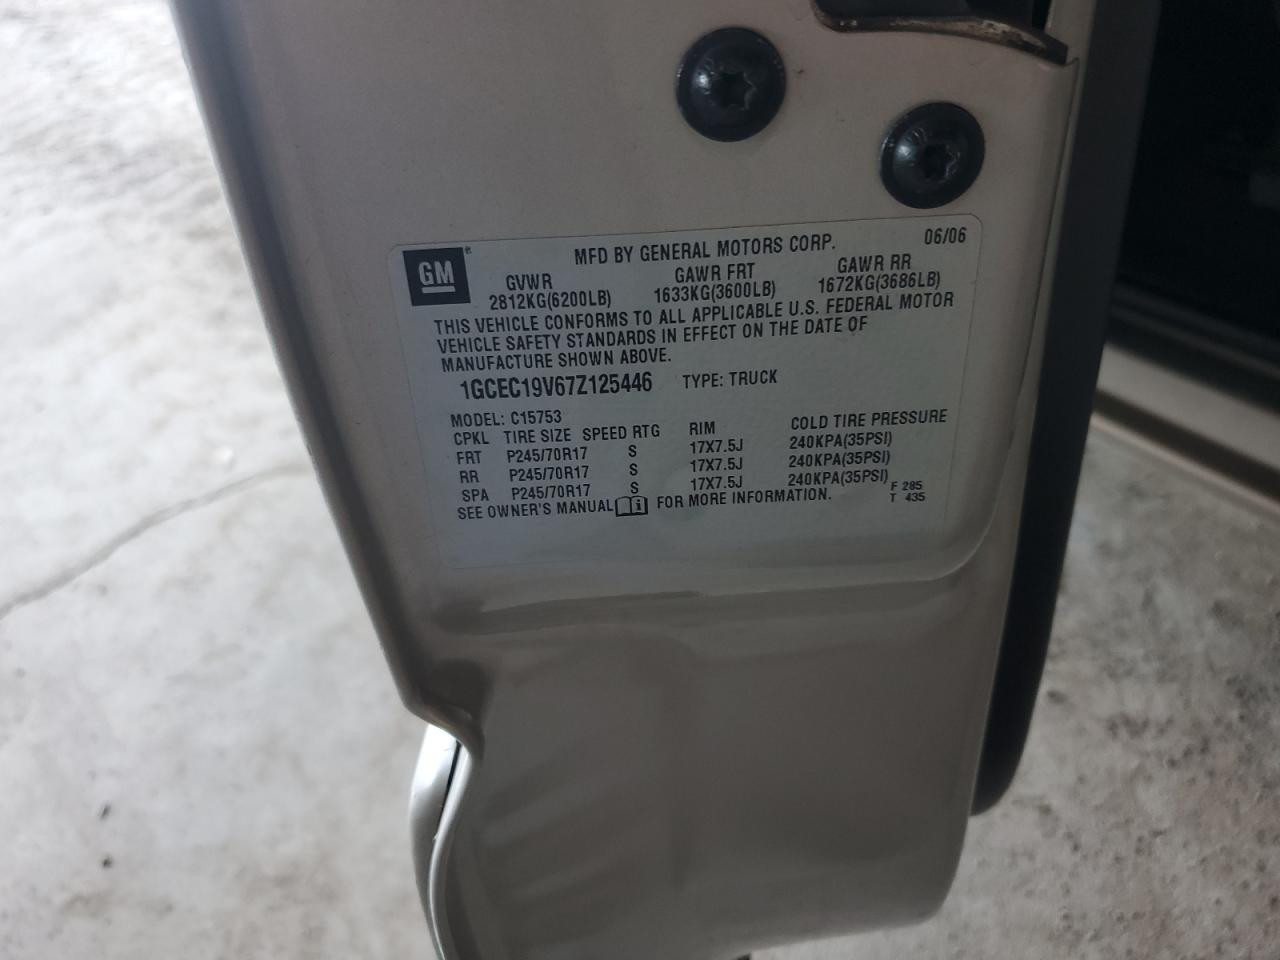 GM® MFD BY GENERAL MOTORS CORP. 06/06
GVWR GAWR FRT GAWR RR
2812KG(6200LB) 1633KG(3600LB) 1672KG(3686LB)
THIS VEHICLE CONFORMS TO ALL APPLICABLE U.S. FEDERAL MOTOR
VEHICLE SAFETY STANDARDS IN EFFECT ON THE DATE OF
MANUFACTURE SHOWN ABOVE.
1GCEC19V67Z125446 TYPE: TRUCK
MODEL: C15753
CPKL TIRE SIZE SPEED RTG RIM COLD TIRE PRESSURE
FRT P245/70R17 S 17X7.5J 240KPA(35PSI)
RR P245/70R17 S 17X7.5J 240KPA(35PSI)
SPA P245/70R17 S 17X7.5J 240KPA(35PSI) F 285
SEE OWNER'S MANUAL i FOR MORE INFORMATION. T 435